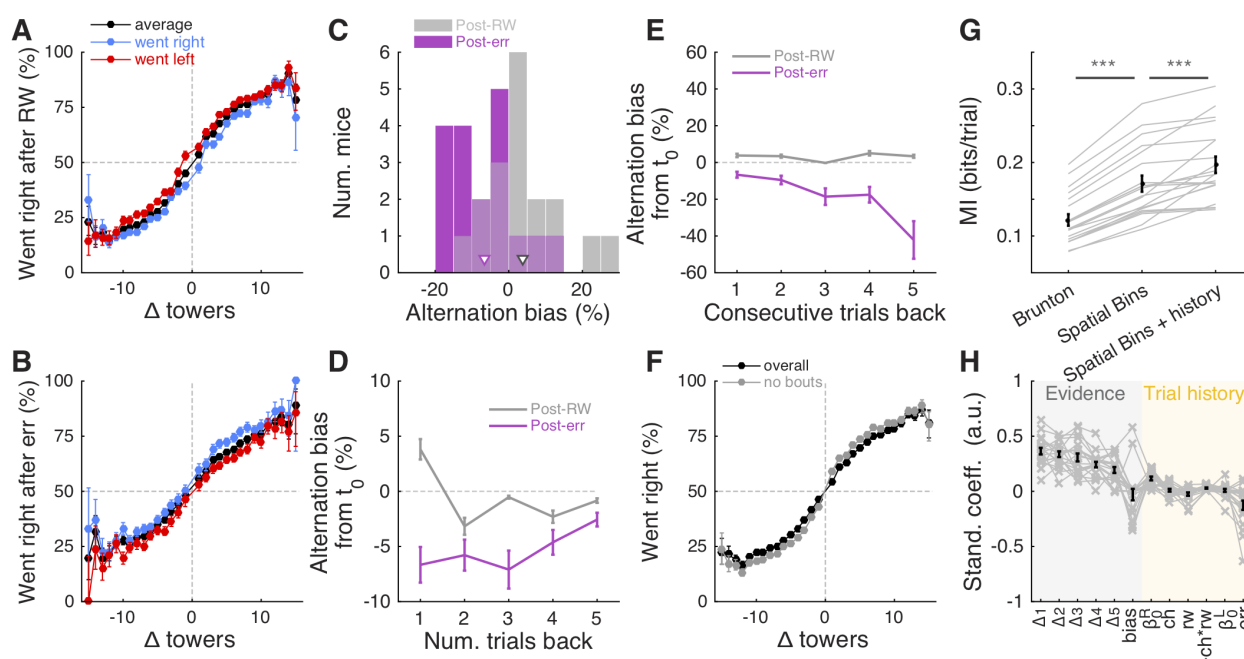 A
average
went right
went left
Went right after RW (%)
100
75
50
25
0
-10
0
10
Δ towers
C
Post-RW
Post-err
Num. mice
6
5
4
3
2
1
0
-20
0
20
Alternation bias (%)
E
Post-RW
Post-err
Alternation bias
from t0 (%)
60
40
20
0
-20
-40
-60
1 2 3 4 5
Consecutive trials back
G
***
***
MI (bits/trial)
0.3
0.2
0.1
Brunton
Spatial Bins
Spatial Bins + history
B
Went right after err (%)
100
75
50
25
0
-10
0
10
Δ towers
D
Post-RW
Post-err
Alternation bias
from t0 (%)
10
5
0
-5
-10
1 2 3 4 5
Num. trials back
F
overall
no bouts
Went right (%)
100
75
50
25
0
-10
0
10
Δ towers
H
Evidence
Trial history
Stand. coeff. (a.u.)
1
0.5
0
-0.5
-1
Δ1
Δ2
Δ3
Δ4
Δ5
bias
β0R
ch
rw
ch*rw
β0L